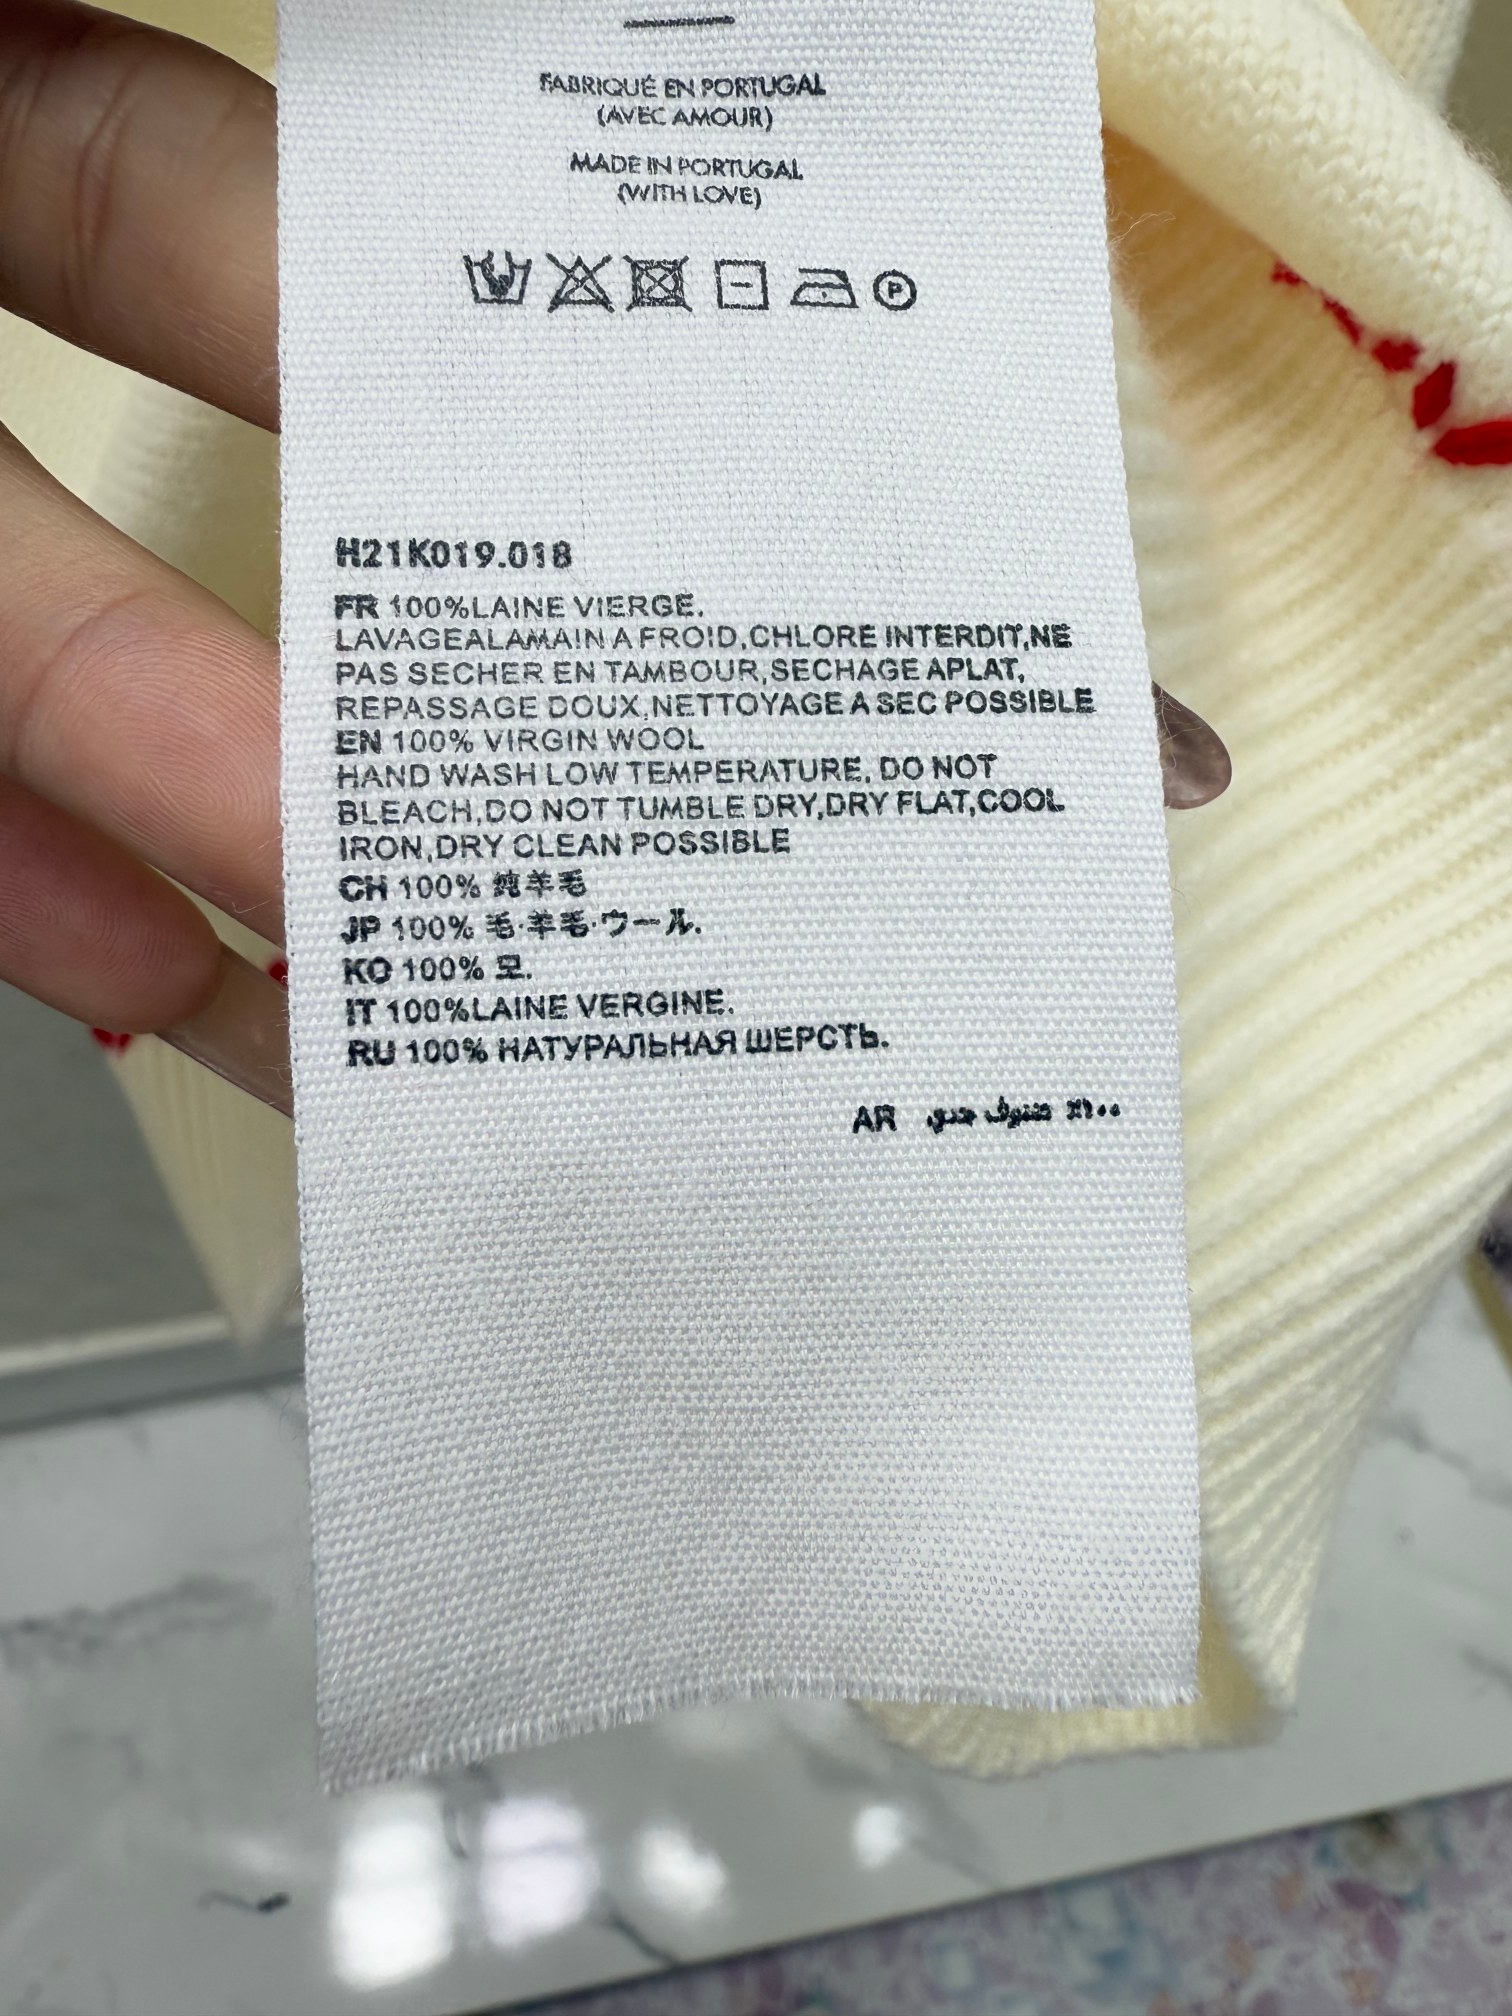 FABRIQUÉ EN PORTUGAL
(AVEC AMOUR)
MADE IN PORTUGAL
(WITH LOVE)
P
H21K019.018
FR 100%LAINE VIERGE.
LAVAGEALAMAIN A FROID,CHLORE INTERDIT,NE
PAS SECHER EN TAMBOUR,SECHAGE APLAT,
REPASSAGE DOUX,NETTOYAGE A SEC POSSIBLE
EN 100% VIRGIN WOOL
HAND WASH LOW TEMPERATURE, DO NOT
BLEACH,DO NOT TUMBLE DRY,DRY FLAT,COOL
IRON,DRY CLEAN POSSIBLE
CH 100% 纯羊毛
JP 100% 毛·羊毛·ウール.
KO 100% 모.
IT 100%LAINE VERGINE.
RU 100% НАТУРАЛЬНАЯ ШЕРСТЬ.
AR